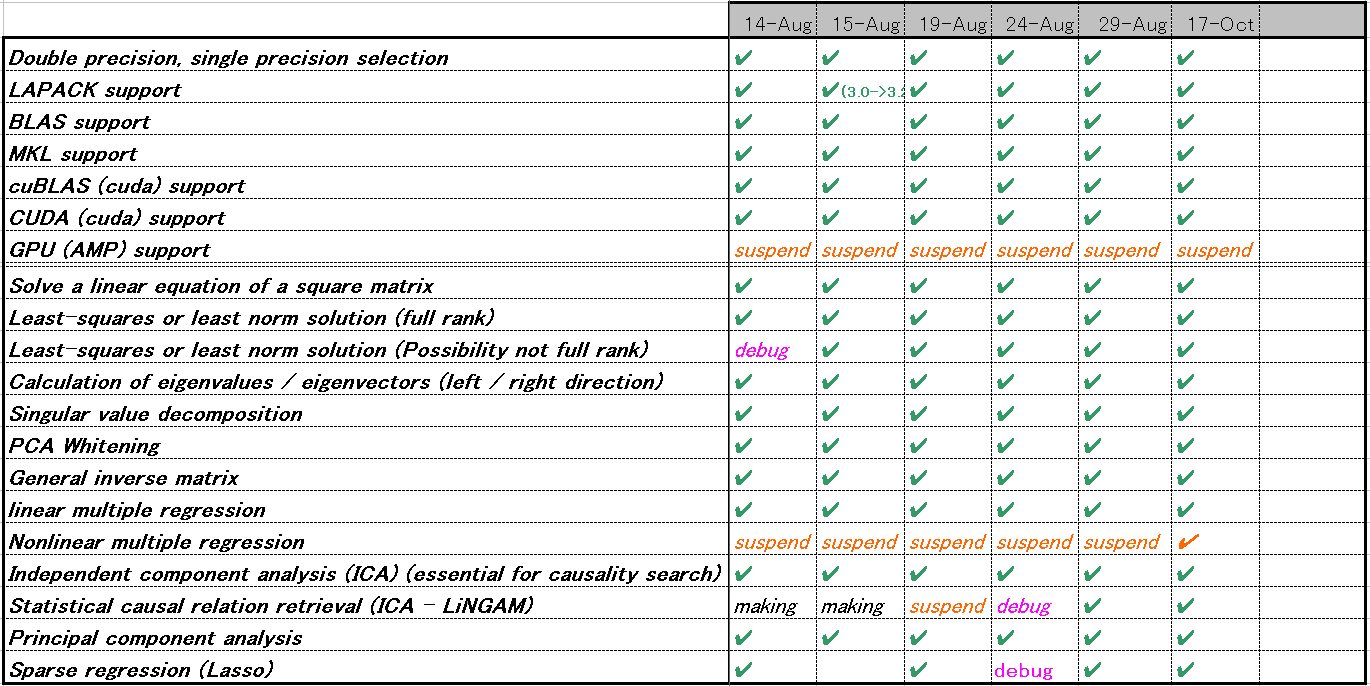 14-Aug 15-Aug 19-Aug 24-Aug 29-Aug 17-Oct
Double precision, single precision selection ✔ ✔ ✔ ✔ ✔ ✔
LAPACK support ✔ ✔(3.0->3.2 ✔ ✔ ✔ ✔
BLAS support ✔ ✔ ✔ ✔ ✔ ✔
MKL support ✔ ✔ ✔ ✔ ✔ ✔
cuBLAS (cuda) support ✔ ✔ ✔ ✔ ✔ ✔
CUDA (cuda) support ✔ ✔ ✔ ✔ ✔ ✔
GPU (AMP) support suspend suspend suspend suspend suspend suspend
Solve a linear equation of a square matrix ✔ ✔ ✔ ✔ ✔ ✔
Least-squares or least norm solution (full rank) ✔ ✔ ✔ ✔ ✔ ✔
Least-squares or least norm solution (Possibility not full rank) debug ✔ ✔ ✔ ✔ ✔
Calculation of eigenvalues / eigenvectors (left / right direction) ✔ ✔ ✔ ✔ ✔ ✔
Singular value decomposition ✔ ✔ ✔ ✔ ✔ ✔
PCA Whitening ✔ ✔ ✔ ✔ ✔ ✔
General inverse matrix ✔ ✔ ✔ ✔ ✔ ✔
linear multiple regression ✔ ✔ ✔ ✔ ✔ ✔
Nonlinear multiple regression suspend suspend suspend suspend suspend ✔
Independent component analysis (ICA) (essential for causality search) ✔ ✔ ✔ ✔ ✔ ✔
Statistical causal relation retrieval (ICA - LiNGAM) making making suspend debug ✔ ✔
Principal component analysis ✔ ✔ ✔ ✔ ✔ ✔
Sparse regression (Lasso) ✔ ✔ debug ✔ ✔